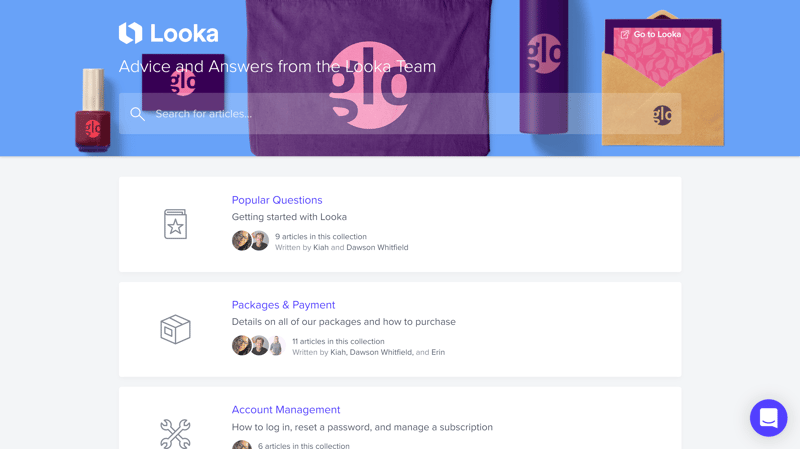 Looka
Go to Looka
Advice and Answers from the Looka Team
glo
glo
glo
glo
glo
Search for articles...
Popular Questions
Getting started with Looka
9 articles in this collection
Written by Kiah and Dawson Whitfield
Packages & Payment
Details on all of our packages and how to purchase
11 articles in this collection
Written by Kiah, Dawson Whitfield, and Erin
Account Management
How to log in, reset a password, and manage a subscription
6 articles in this collection